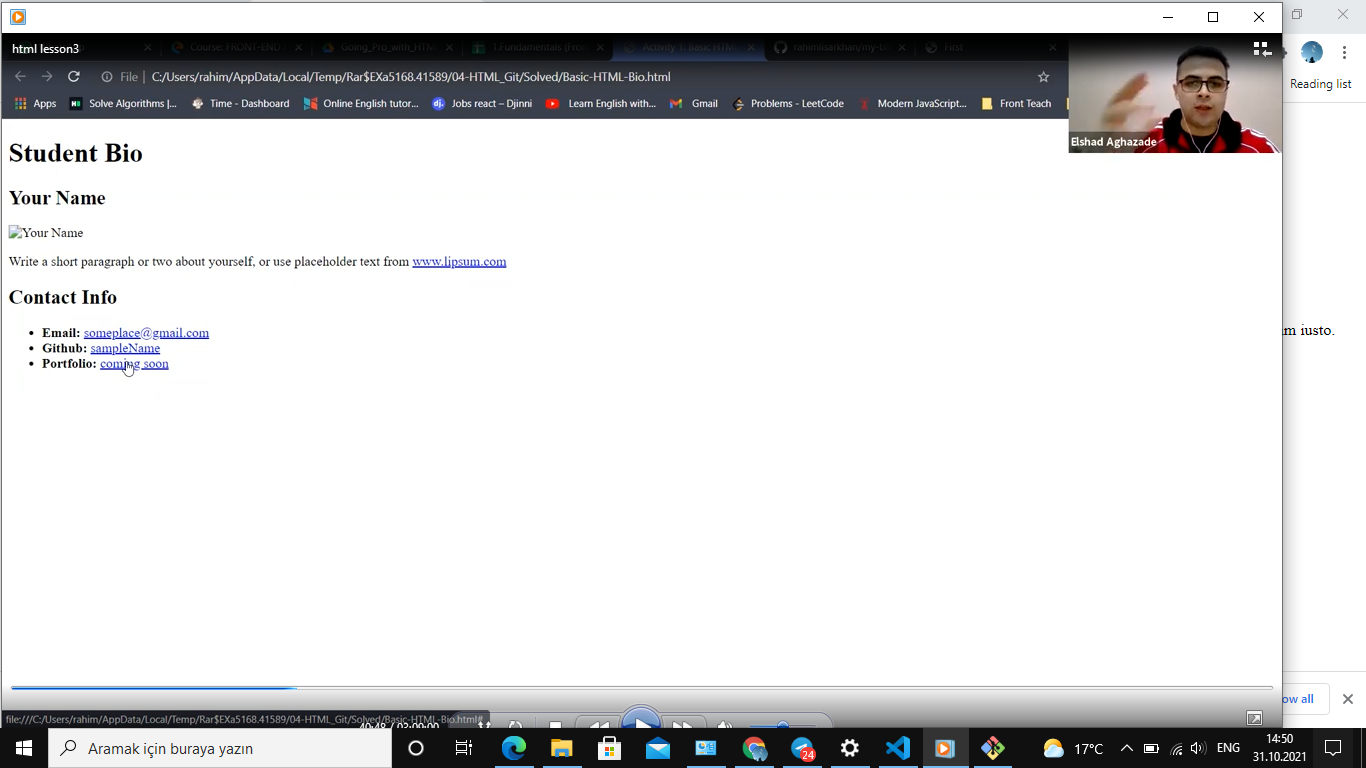 html lesson3
Course: FRONT-END
Going_Pro_with_HTM
1.Fundamentals (Fro
Activity 1: Basic HTML
rahimlisarkhan/my-D
First
File C:/Users/rahim/AppData/Local/Temp/Rar$EXa5168.41589/04-HTML_Git/Solved/Basic-HTML-Bio.html
Apps Solve Algorithms |... Time - Dashboard Online English tutor... Jobs react – Djinni Learn English with... Gmail Problems - LeetCode Modern JavaScript... Front Teach
Reading list
Elshad Aghazade
Student Bio
Your Name
Your Name
Write a short paragraph or two about yourself, or use placeholder text from www.lipsum.com
Contact Info
• Email: someplace@gmail.com
• Github: sampleName
• Portfolio: coming soon
m iusto.
ow all
file:///C:/Users/rahim/AppData/Local/Temp/Rar$EXa5168.41589/04-HTML_Git/Solved/Basic-HTML-Bio.html#
40:48 / 02:00:00
Aramak için buraya yazın
24
17°C
ENG
14:50
31.10.2021